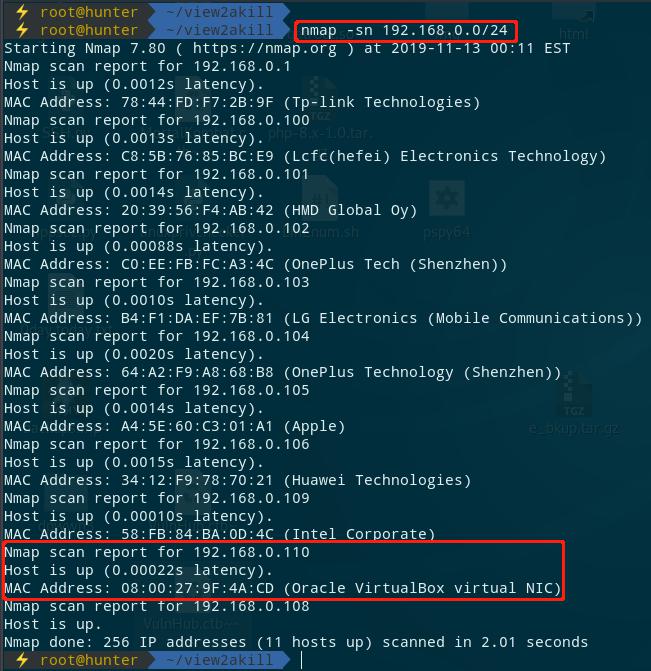 ⚡ root@hunter ~/view2akill
⚡ root@hunter ~/view2akill nmap -sn 192.168.0.0/24
Starting Nmap 7.80 ( https://nmap.org ) at 2019-11-13 00:11 EST
Nmap scan report for 192.168.0.1
Host is up (0.0012s latency).
MAC Address: 78:44:FD:F7:2B:9F (Tp-link Technologies)
Nmap scan report for 192.168.0.100
Host is up (0.0013s latency).
MAC Address: C8:5B:76:85:BC:E9 (Lcfc(hefei) Electronics Technology)
Nmap scan report for 192.168.0.101
Host is up (0.0014s latency).
MAC Address: 20:39:56:F4:AB:42 (HMD Global Oy)
Nmap scan report for 192.168.0.102
Host is up (0.00088s latency).
MAC Address: C0:EE:FB:FC:A3:4C (OnePlus Tech (Shenzhen))
Nmap scan report for 192.168.0.103
Host is up (0.0010s latency).
MAC Address: B4:F1:DA:EF:7B:81 (LG Electronics (Mobile Communications))
Nmap scan report for 192.168.0.104
Host is up (0.0020s latency).
MAC Address: 64:A2:F9:A8:68:B8 (OnePlus Technology (Shenzhen))
Nmap scan report for 192.168.0.105
Host is up (0.0014s latency).
MAC Address: A4:5E:60:C3:01:A1 (Apple)
Nmap scan report for 192.168.0.106
Host is up (0.0015s latency).
MAC Address: 34:12:F9:78:70:21 (Huawei Technologies)
Nmap scan report for 192.168.0.109
Host is up (0.00010s latency).
MAC Address: 58:FB:84:BA:0D:4C (Intel Corporate)
Nmap scan report for 192.168.0.110
Host is up (0.00022s latency).
MAC Address: 08:00:27:9F:4A:CD (Oracle VirtualBox virtual NIC)
Nmap scan report for 192.168.0.108
Host is up.
Nmap done: 256 IP addresses (11 hosts up) scanned in 2.01 seconds
⚡ root@hunter ~/view2akill
html
php-8.x-1.0.tar.
TGZ
pspy64
TGZ
e_bkup.tar.gz
VulnHub.ctb~~